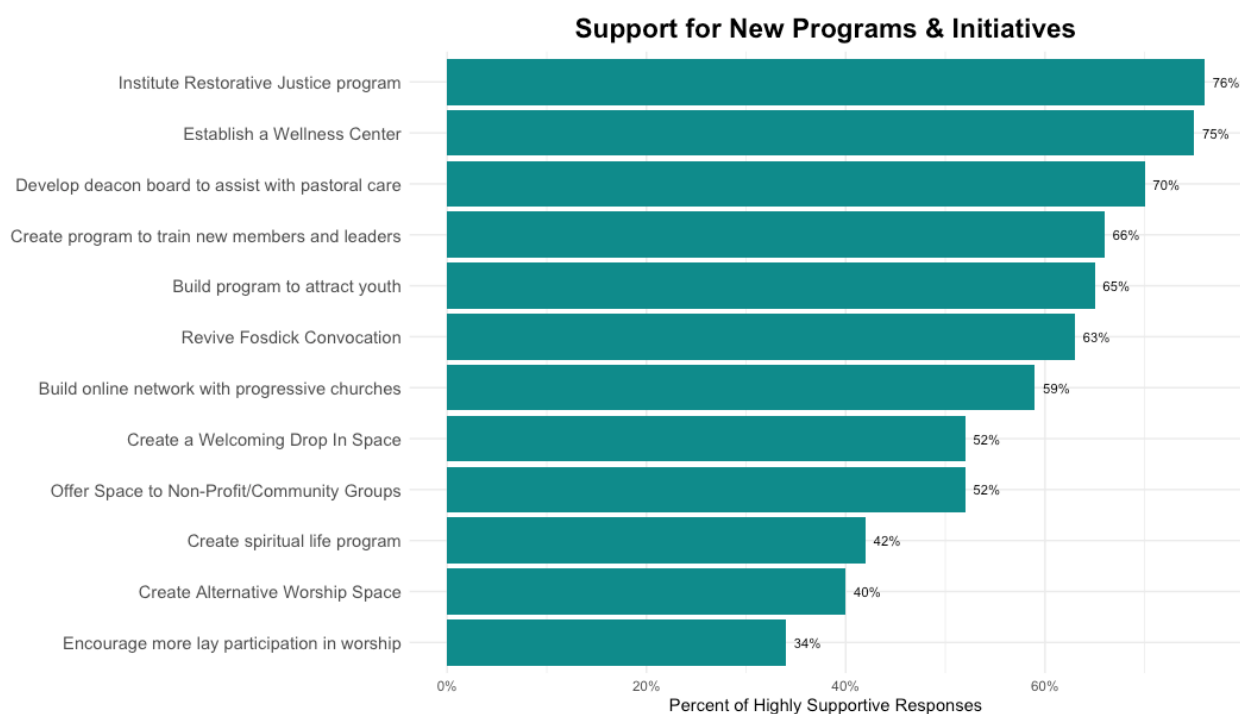 Support for New Programs & Initiatives
Institute Restorative Justice program 76%
Establish a Wellness Center 75%
Develop deacon board to assist with pastoral care 70%
Create program to train new members and leaders 66%
Build program to attract youth 65%
Revive Fosdick Convocation 63%
Build online network with progressive churches 59%
Create a Welcoming Drop In Space 52%
Offer Space to Non-Profit/Community Groups 52%
Create spiritual life program 42%
Create Alternative Worship Space 40%
Encourage more lay participation in worship 34%
0% 20% 40% 60%
Percent of Highly Supportive Responses